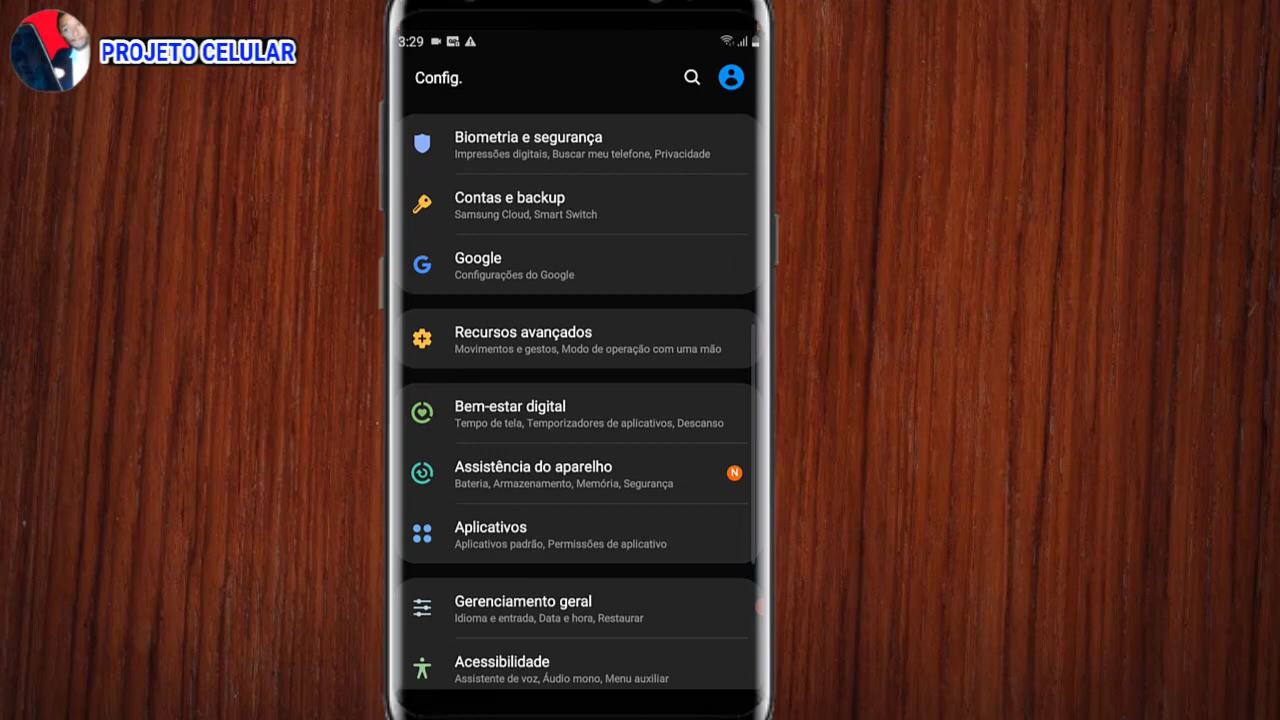 PROJETO CELULAR
3:29
Config.
Biometria e segurança
Impressões digitais, Buscar meu telefone, Privacidade
Contas e backup
Samsung Cloud, Smart Switch
G
Google
Configurações do Google
Recursos avançados
Movimentos e gestos, Modo de operação com uma mão
Bem-estar digital
Tempo de tela, Temporizadores de aplicativos, Descanso
Assistência do aparelho
N
Bateria, Armazenamento, Memória, Segurança
Aplicativos
Aplicativos padrão, Permissões de aplicativo
Gerenciamento geral
Idioma e entrada, Data e hora, Restaurar
Acessibilidade
Assistente de voz, Áudio mono, Menu auxiliar